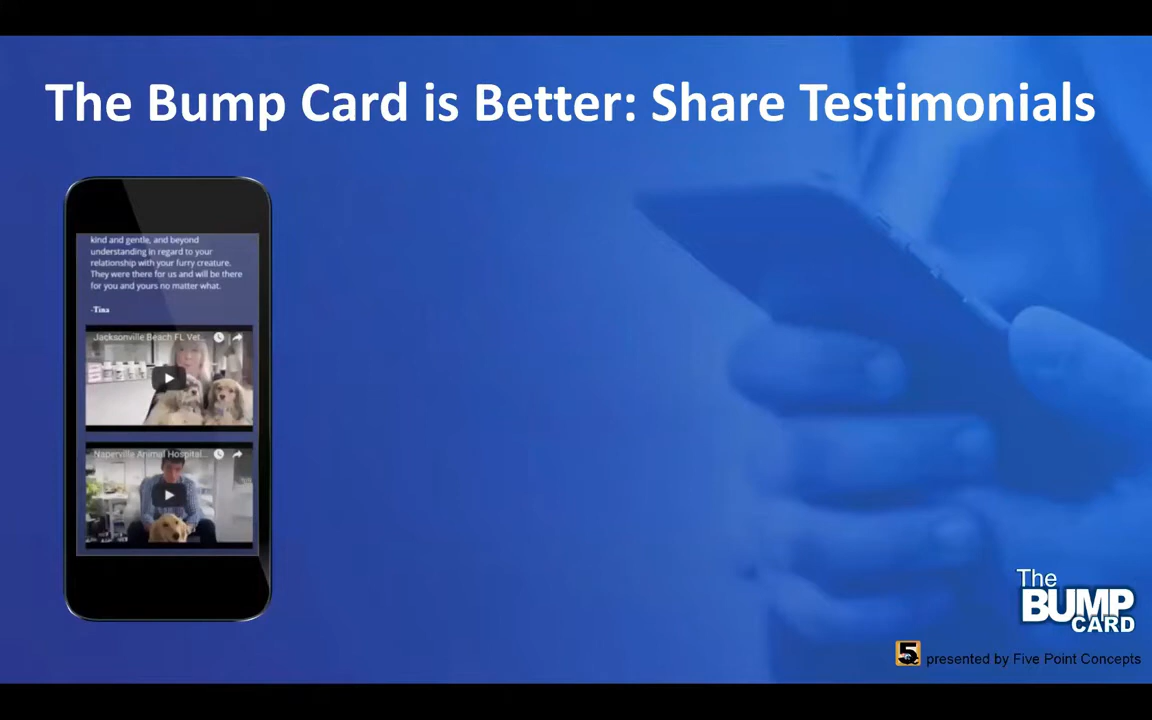 The Bump Card is Better: Share Testimonials
kind and gentle, and beyond
understanding in regard to your
relationship with your furry creature.
They were there for us and will be there
for you and yours no matter what.
-Tina
Jacksonville Beach FL Vet...
Naperville Animal Hospital...
The
BUMP
CARD
5 presented by Five Point Concepts